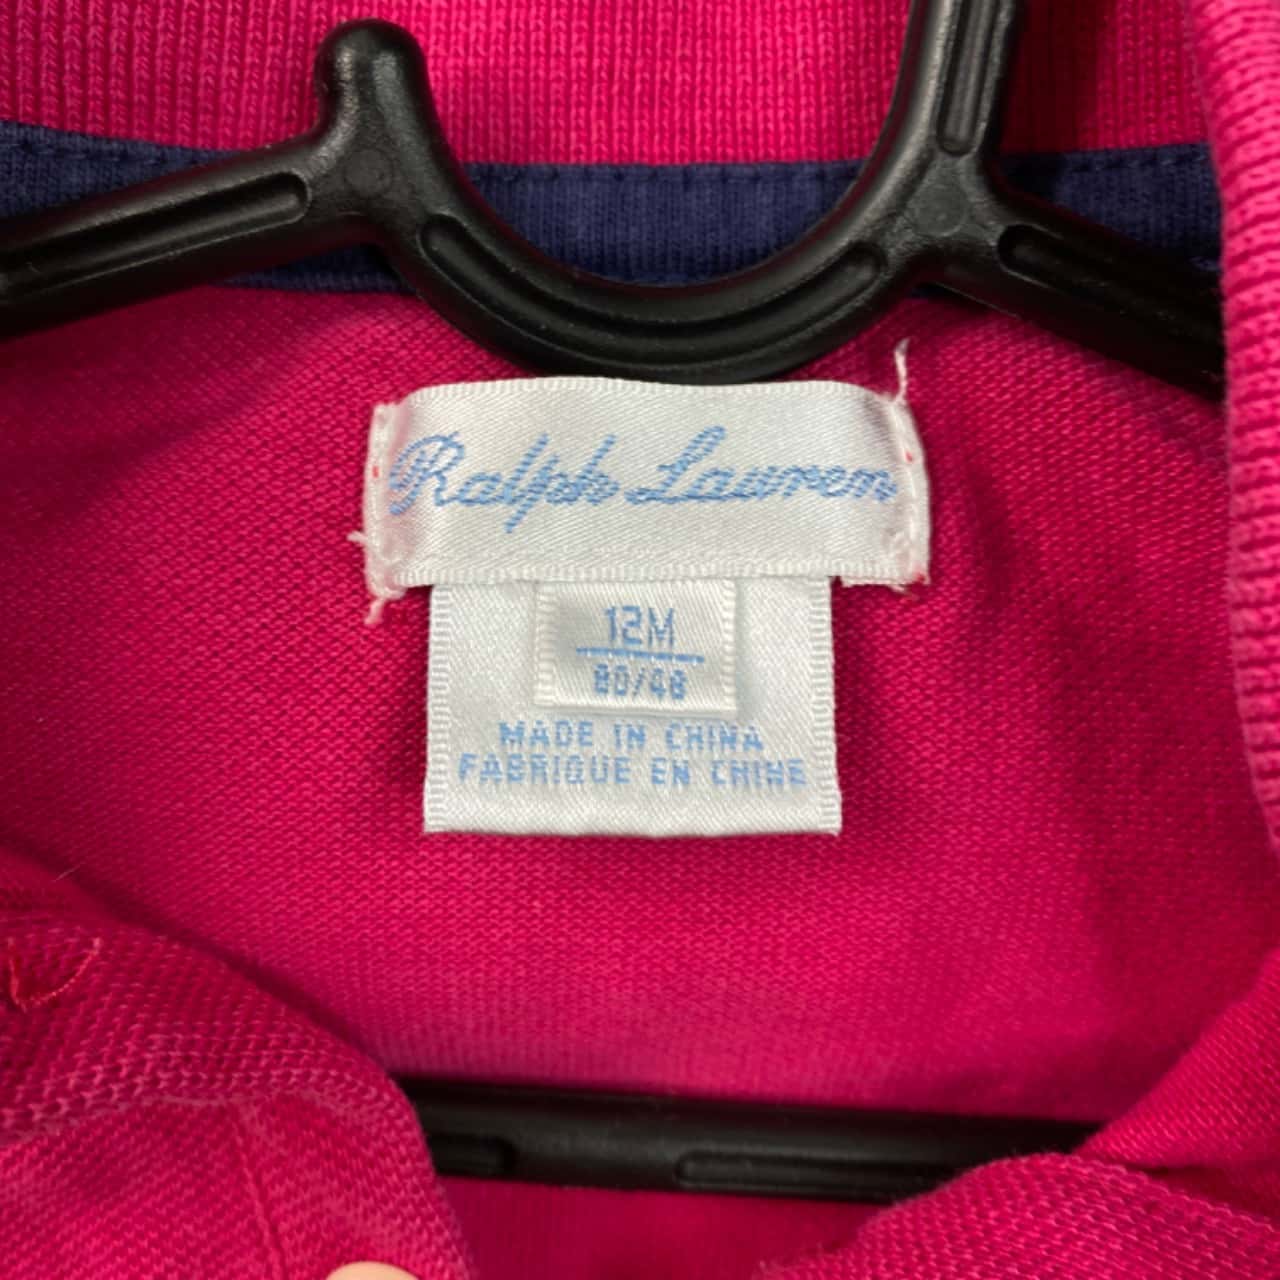 Ralph Lauren
12M
80/48
MADE IN CHINA
FABRIQUE EN CHINE